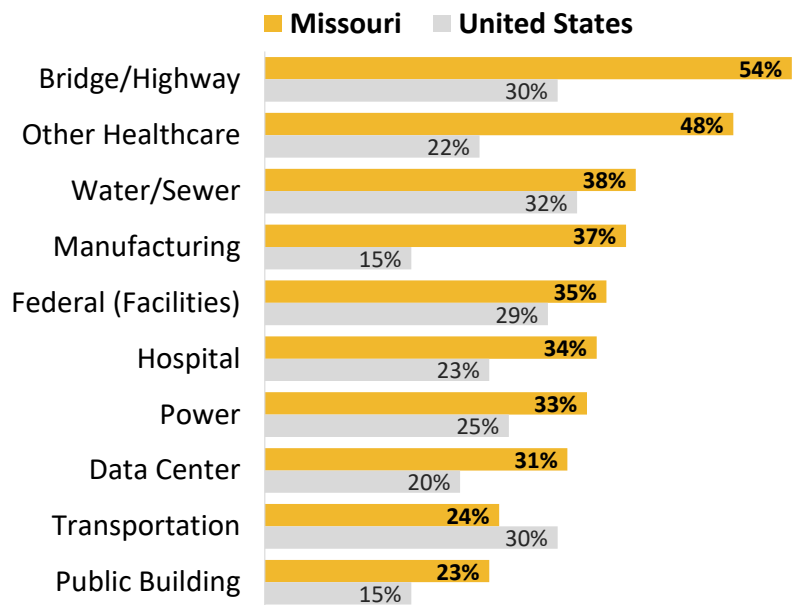 Missouri United States
Bridge/Highway 54%
30%
Other Healthcare 48%
22%
Water/Sewer 38%
32%
Manufacturing 37%
15%
Federal (Facilities) 35%
29%
Hospital 34%
23%
Power 33%
25%
Data Center 31%
20%
Transportation 24%
30%
Public Building 23%
15%